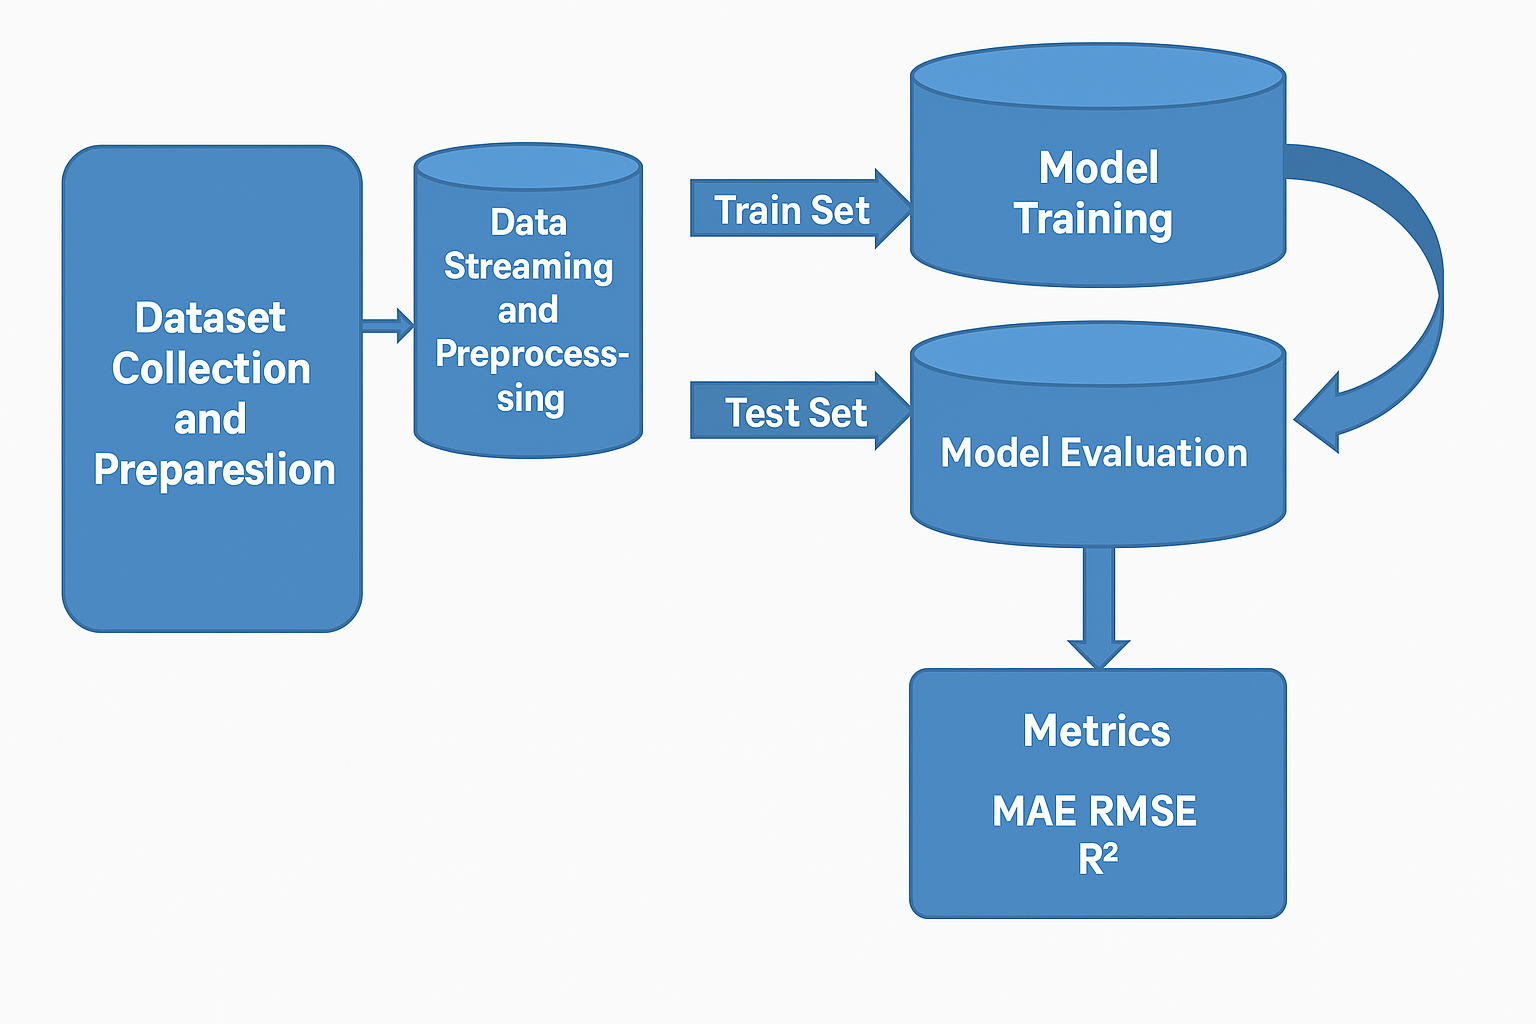 Dataset
Collection
and
Preparestion
Data
Streaming
and
Preprocess-
sing
Train Set
Test Set
Model
Training
Model Evaluation
Metrics
MAE RMSE
R²